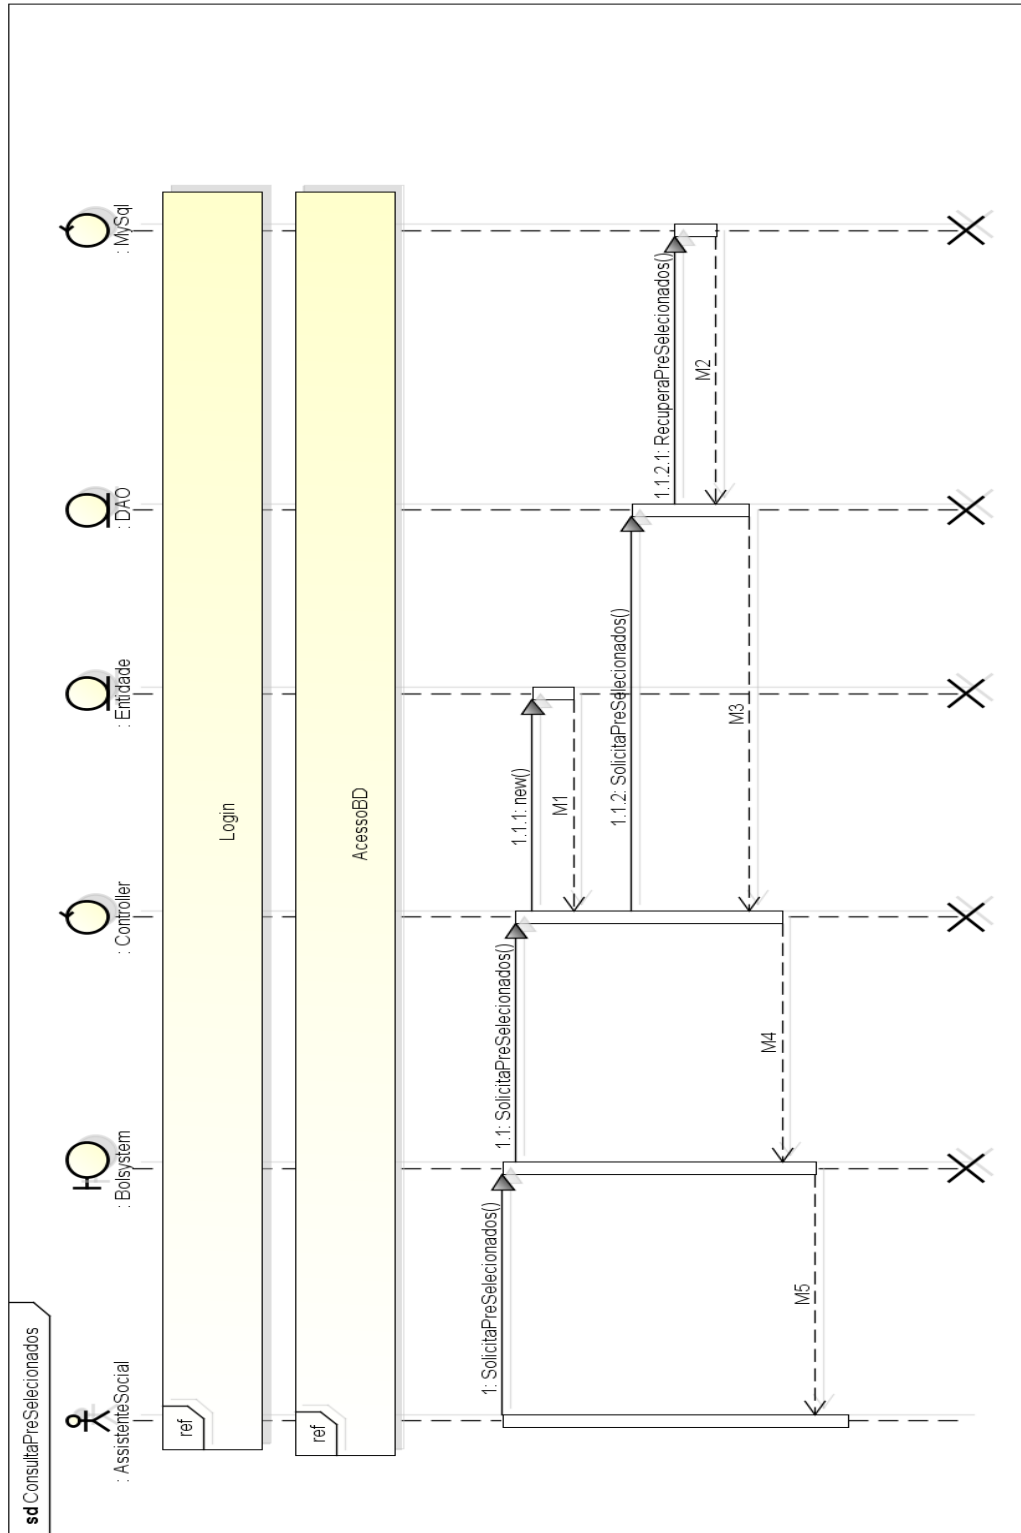 sd ConsultaPreSelecionados
: AssistenteSocial
: Bolsystem
: Controller
: Entidade
: DAO
: MySql
ref
Login
ref
AcessoBD
1: SolicitaPreSelecionados()
1.1: SolicitaPreSelecionados()
1.1.1: new()
M1
1.1.2: SolicitaPreSelecionados()
1.1.2.1: RecuperaPreSelecionados()
M2
M3
M4
M5